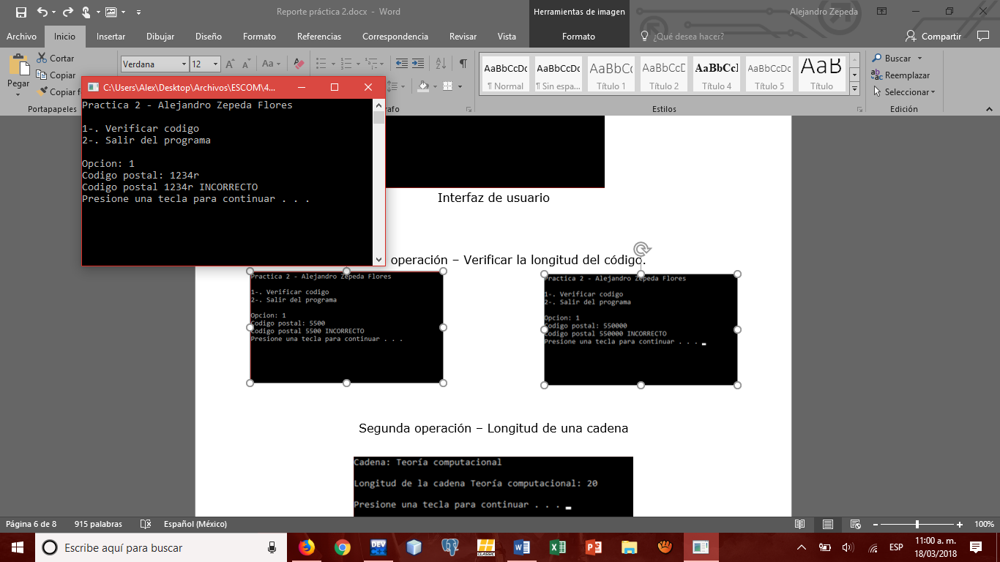 Reporte práctica 2.docx - Word
Herramientas de imagen
Alejandro Zepeda
Archivo Inicio Insertar Dibujar Diseño Formato Referencias Correspondencia Revisar Vista Formato ¿Qué desea hacer? Compartir
Pegar
Cortar
Copiar
Copiar f
Portapapeles
Verdana 12
rafo
AaBbCcDc AaBbCcDc AaBbCc AaBbCcD AaBbCcl AaBbCcD AaB
¶ Normal ¶ Sin espa... Título 1 Título 2 Título 4 Título 5 Título
Estilos
Buscar
Reemplazar
Seleccionar
Edición
C:\Users\Alex\Desktop\Archivos\ESCOM\4...
Practica 2 - Alejandro Zepeda Flores
1-. Verificar codigo
2-. Salir del programa
Opcion: 1
Codigo postal: 1234r
Codigo postal 1234r INCORRECTO
Presione una tecla para continuar . . .
Interfaz de usuario
operación – Verificar la longitud del código.
Practica 2 - Alejandro Zepeda Flores
1-. Verificar codigo
2-. Salir del programa
Opcion: 1
Codigo postal: 5500
Codigo postal 5500 INCORRECTO
Presione una tecla para continuar . . .
Practica 2 - Alejandro Zepeda Flores
1-. Verificar codigo
2-. Salir del programa
Opcion: 1
Codigo postal: 550000
Codigo postal 550000 INCORRECTO
Presione una tecla para continuar . . .
Segunda operación – Longitud de una cadena
Cadena: Teoría computacional
Longitud de la cadena Teoría computacional: 20
Presione una tecla para continuar . . .
Página 6 de 8 915 palabras Español (México) 100%
Escribe aquí para buscar
ESP
11:00 a. m.
18/03/2018